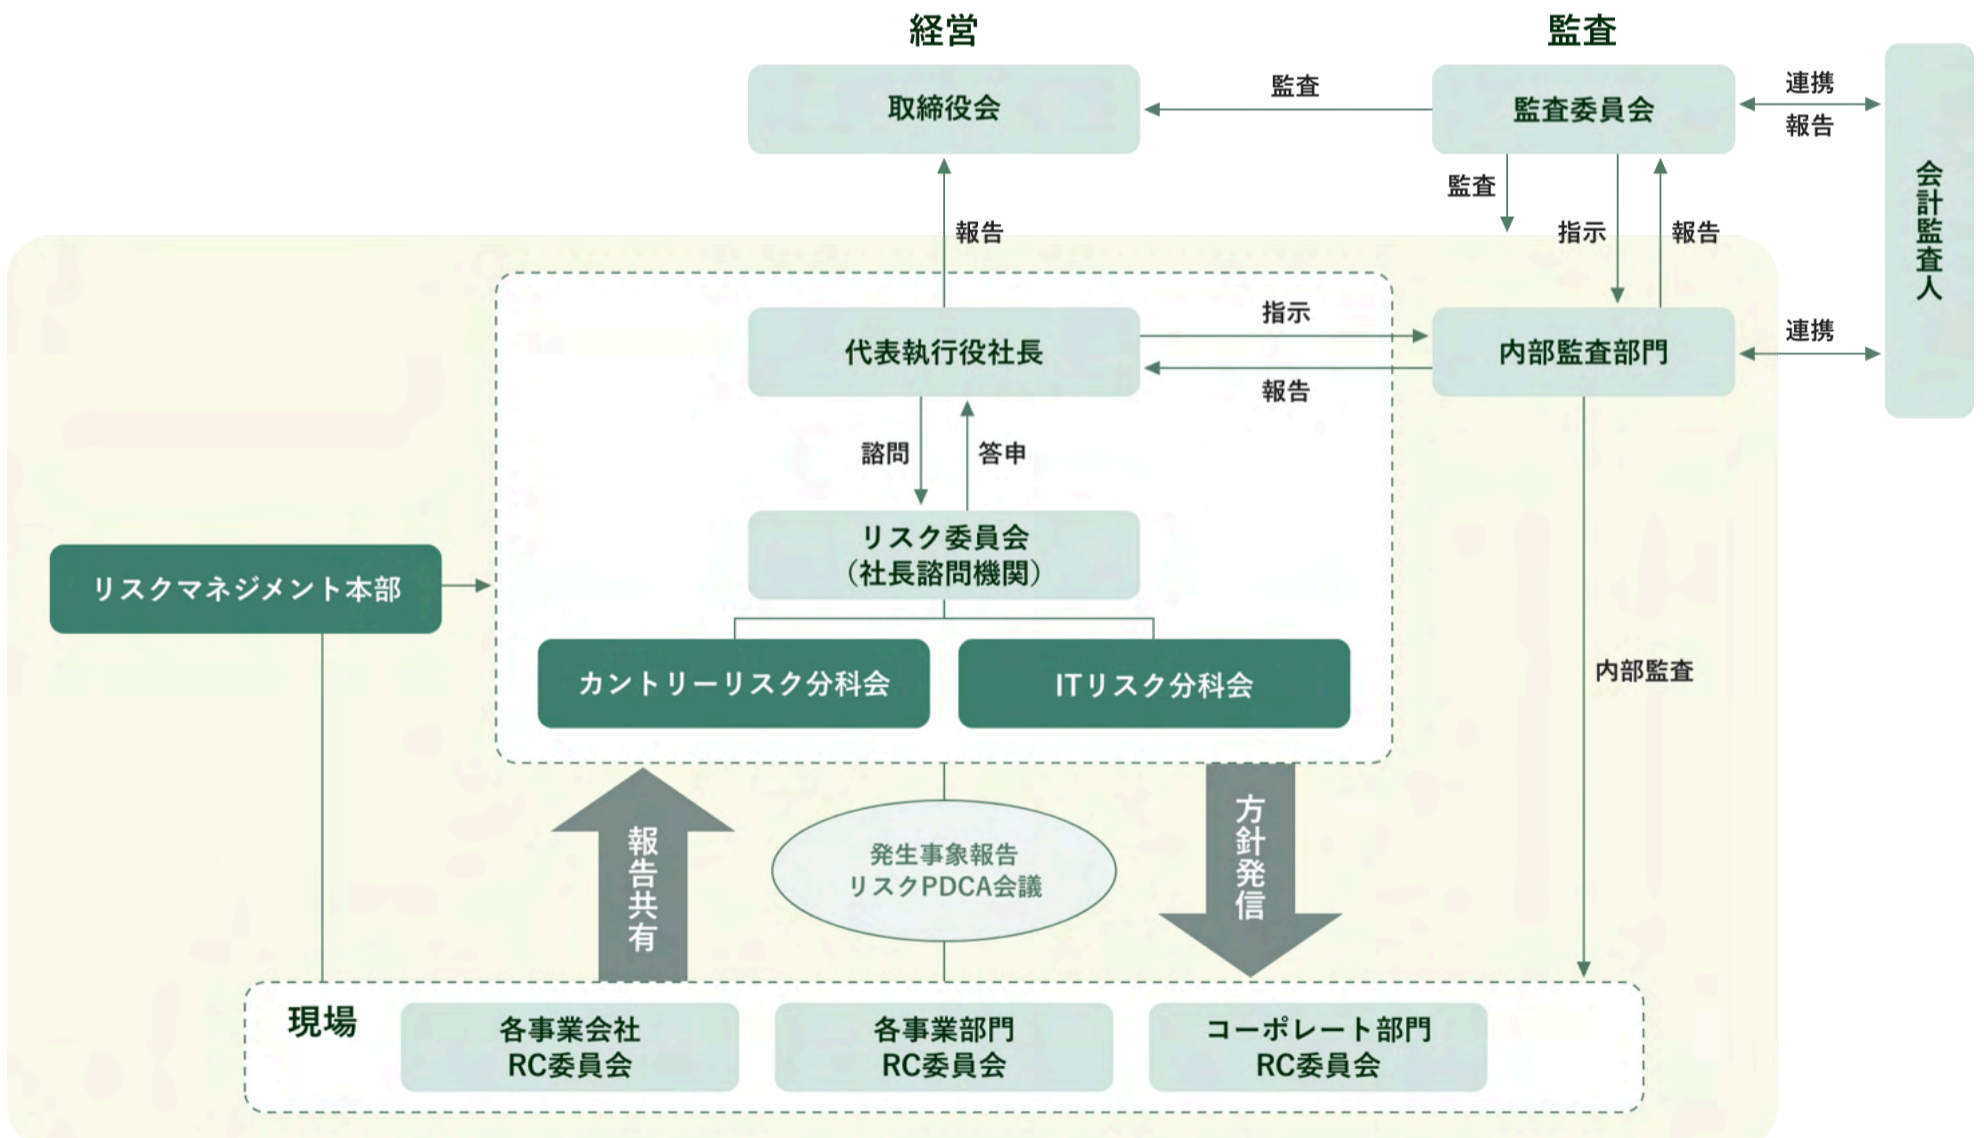 経営
監査
取締役会
監査
監査委員会
連携
報告
会計監査人
監査
指示
報告
報告
代表執行役社長
指示
報告
内部監査部門
連携
諮問
答申
リスク委員会
（社長諮問機関）
リスクマネジメント本部
カントリーリスク分科会
ITリスク分科会
内部監査
報告共有
発生事象報告
リスクPDCA会議
方針発信
現場
各事業会社
RC委員会
各事業部門
RC委員会
コーポレート部門
RC委員会